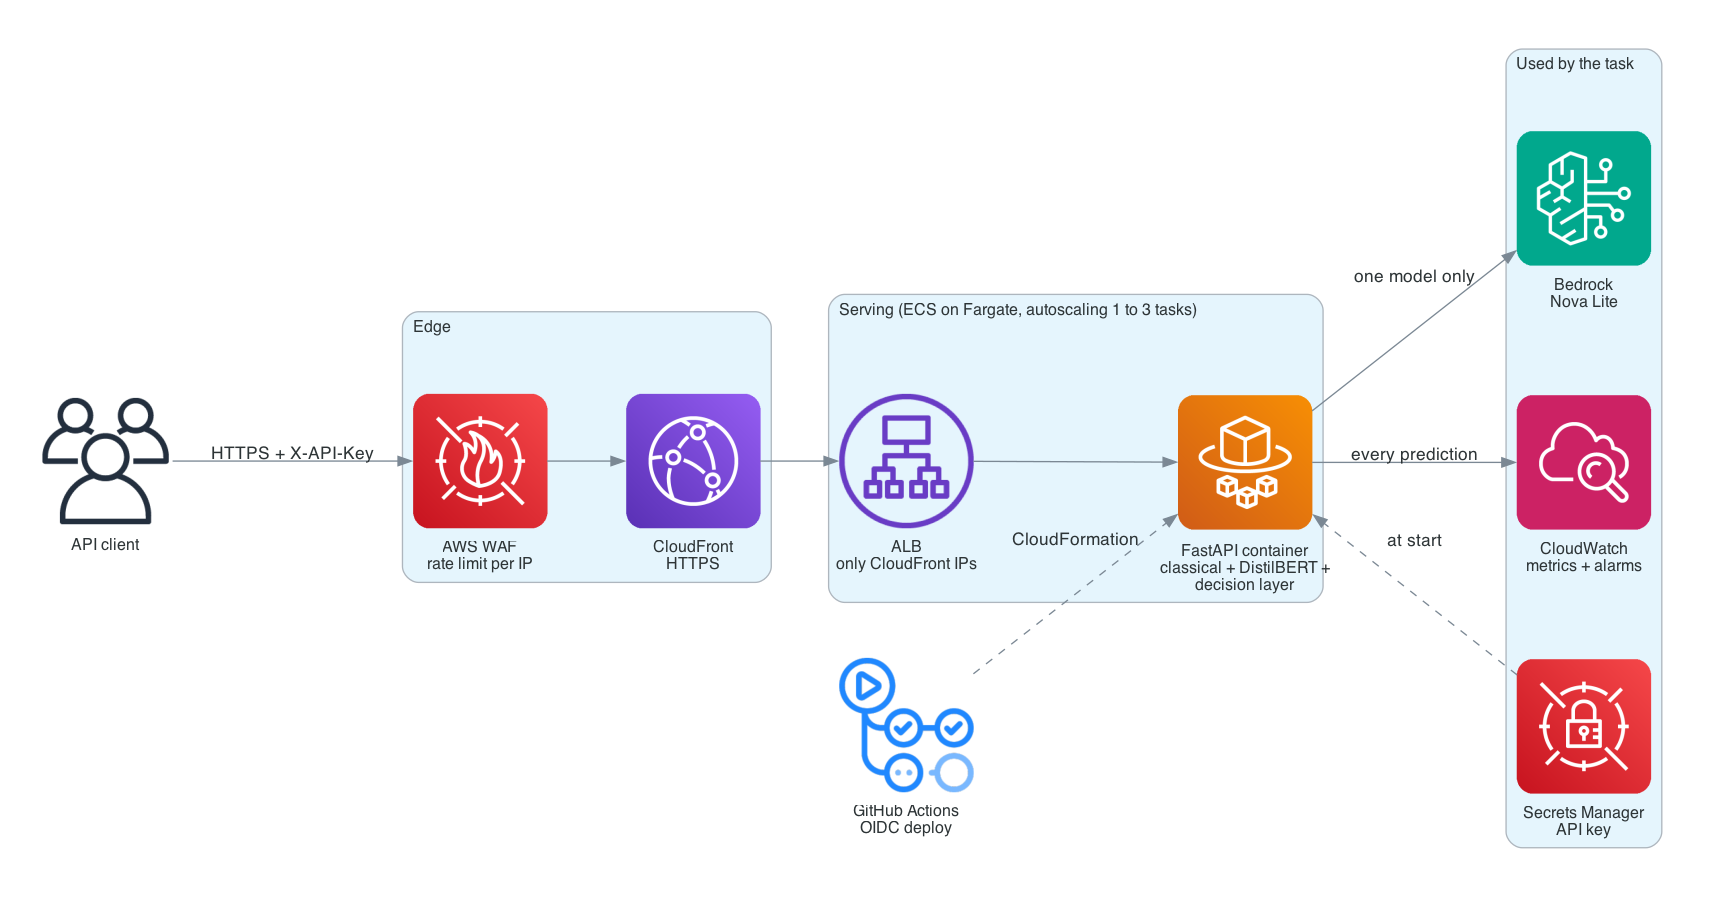 Used by the task
Bedrock
Nova Lite
one model only
Serving (ECS on Fargate, autoscaling 1 to 3 tasks)
Edge
HTTPS + X-API-Key
every prediction
API client
AWS WAF
rate limit per IP
CloudFront
HTTPS
ALB
only CloudFront IPs
CloudFormation
FastAPI container
classical + DistilBERT +
decision layer
at start
CloudWatch
metrics + alarms
GitHub Actions
OIDC deploy
Secrets Manager
API key